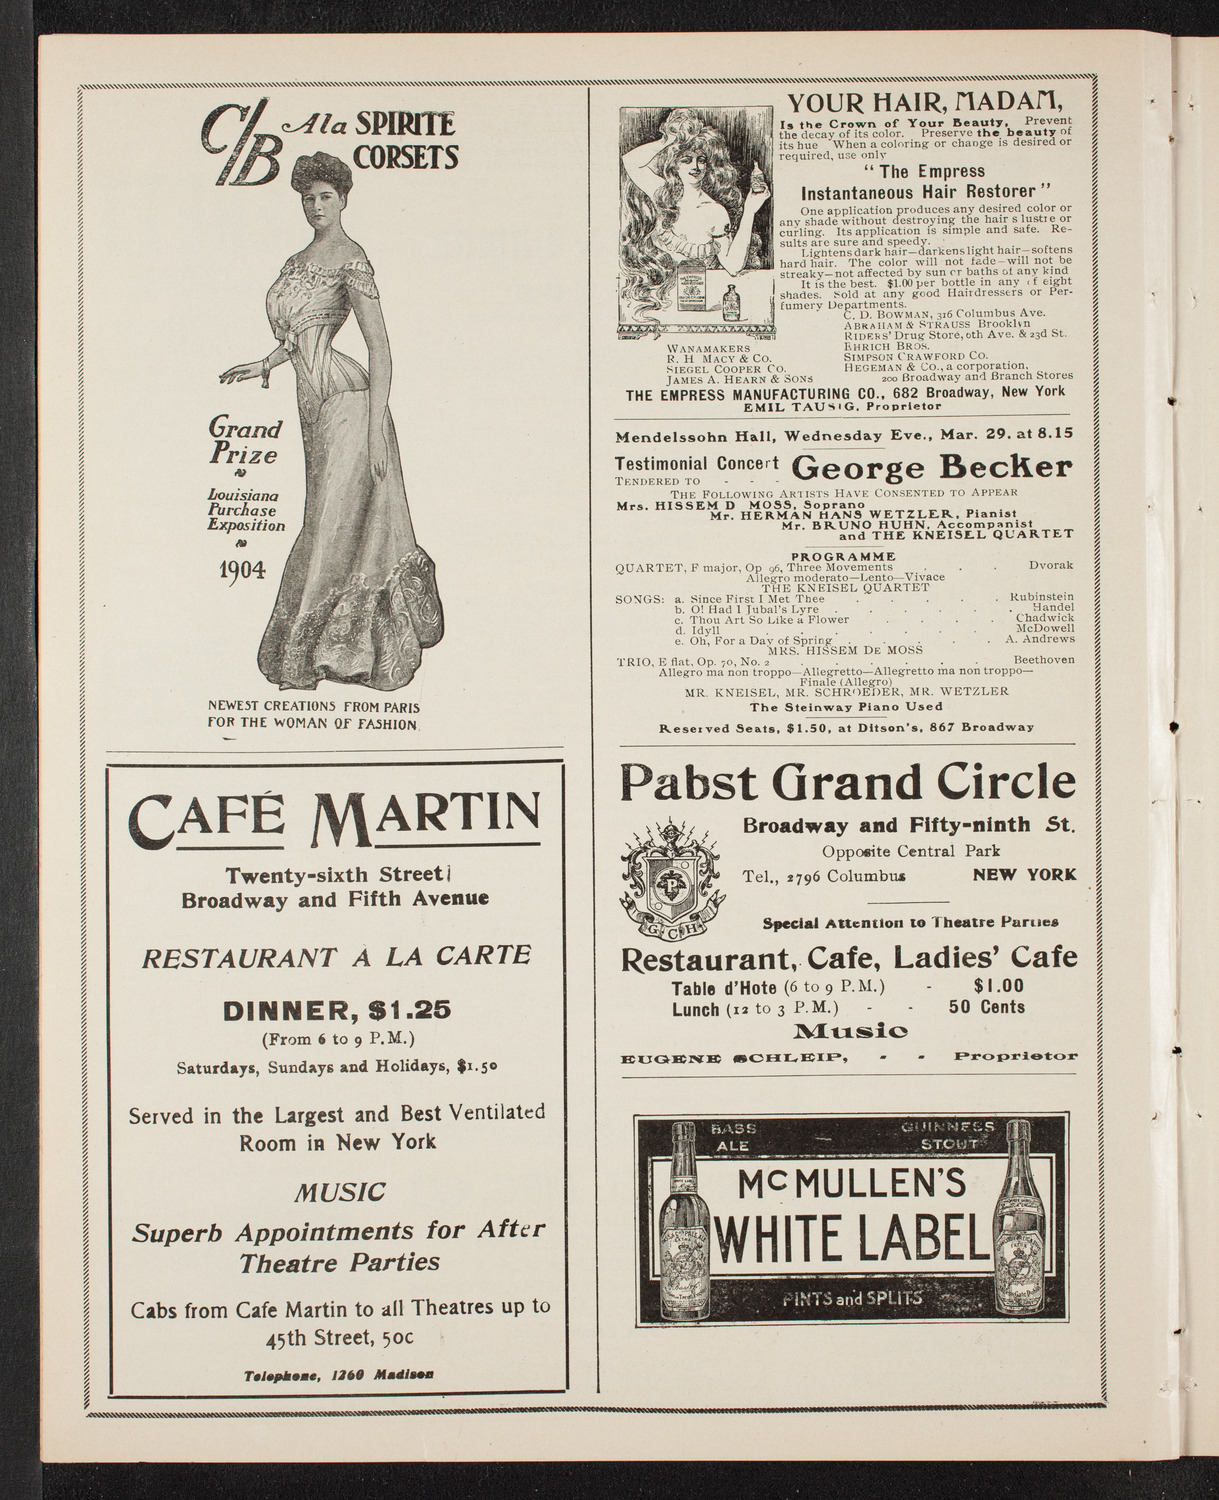 C/B A la SPIRITE
CORSETS
Grand
Prize
Louisiana
Purchase
Exposition
1904
NEWEST CREATIONS FROM PARIS
FOR THE WOMAN OF FASHION.
CAFÉ MARTIN
Twenty-sixth Street
Broadway and Fifth Avenue
RESTAURANT A LA CARTE
DINNER, $1.25
(From 6 to 9 P.M.)
Saturdays, Sundays and Holidays, $1.50
Served in the Largest and Best Ventilated
Room in New York
MUSIC
Superb Appointments for After
Theatre Parties
Cabs from Cafe Martin to all Theatres up to
45th Street, 50c
Telephone, 1260 Madison
YOUR HAIR, MADAM,
Is the Crown of Your Beauty. Prevent
the decay of its color. Preserve the beauty of
its hue When a coloring or change is desired or
required, use only
"The Empress
Instantaneous Hair Restorer"
One application produces any desired color or
any shade without destroying the hair s lustre or
curling. Its application is simple and safe. Re-
sults are sure and speedy.
Lightens dark hair—darkens light hair—softens
hard hair. The color will not fade—will not be
streaky—not affected by sun or baths of any kind
It is the best. $1.00 per bottle in any of eight
shades. Sold at any good Hairdressers or Per-
fumery Departments.
C. D. BOWMAN, 316 Columbus Ave.
ABRAHAM & STRAUSS Brooklyn
RIDERS' Drug Store, 6th Ave. & 23d St.
WANAMAKERS EHRICH BROS.
R. H. MACY & CO. SIMPSON CRAWFORD CO.
SIEGEL COOPER CO. HEGEMAN & CO., a corporation,
JAMES A. HEARN & SONS 200 Broadway and Branch Stores
THE EMPRESS MANUFACTURING CO., 682 Broadway, New York
EMIL TAUSIG, Proprietor
Mendelssohn Hall, Wednesday Eve., Mar. 29. at 8.15
Testimonial Concert George Becker
TENDERED TO - - -
THE FOLLOWING ARTISTS HAVE CONSENTED TO APPEAR
Mrs. HISSEM D MOSS, Soprano
Mr. HERMAN HANS WETZLER, Pianist
Mr. BRUNO HUHN, Accompanist
and THE KNEISEL QUARTET
PROGRAMME
QUARTET, F major, Op 96, Three Movements . . . Dvorak
Allegro moderato—Lento—Vivace
THE KNEISEL QUARTET
SONGS: a. Since First I Met Thee . . . . . Rubinstein
b. O! Had I Jubal's Lyre . . . . . . Handel
c. Thou Art So Like a Flower . . . . Chadwick
d. Idyll . . . . . . . McDowell
e. Oh, For a Day of Spring . . . . . A. Andrews
MRS. HISSEM DE MOSS
TRIO, E flat, Op. 70, No. 2 . . . . . . Beethoven
Allegro ma non troppo—Allegretto—Allegretto ma non troppo—
Finale (Allegro)
MR. KNEISEL, MR. SCHROEDER, MR. WETZLER
The Steinway Piano Used
Reserved Seats, $1.50, at Ditson's, 867 Broadway
Pabst Grand Circle
Broadway and Fifty-ninth St.
Opposite Central Park
Tel., 2796 Columbus NEW YORK
P
G C H
Special Attention to Theatre Parties
Restaurant, Cafe, Ladies' Cafe
Table d'Hote (6 to 9 P.M.) - $1.00
Lunch (12 to 3 P.M.) - - 50 Cents
Music
EUGENE SCHLEIP, - - Proprietor
BASS GUINNESS
ALE STOUT
MCMULLEN'S
WHITE LABEL
PINTS and SPLITS